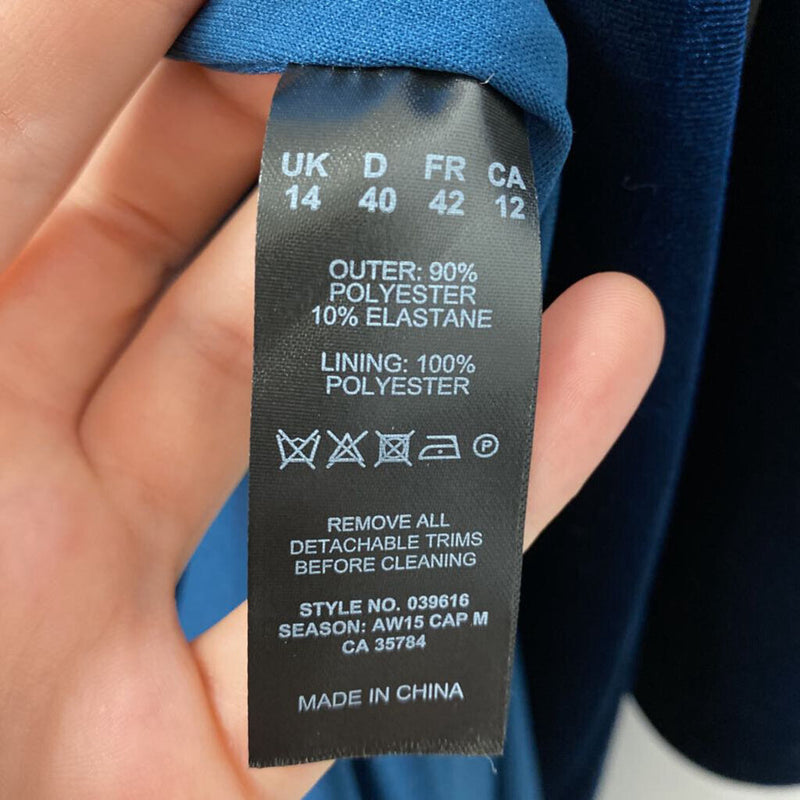 UK D FR CA
14 40 42 12
OUTER: 90%
POLYESTER
10% ELASTANE
LINING: 100%
POLYESTER
P
REMOVE ALL
DETACHABLE TRIMS
BEFORE CLEANING
STYLE NO. 039616
SEASON: AW15 CAP M
CA 35784
MADE IN CHINA